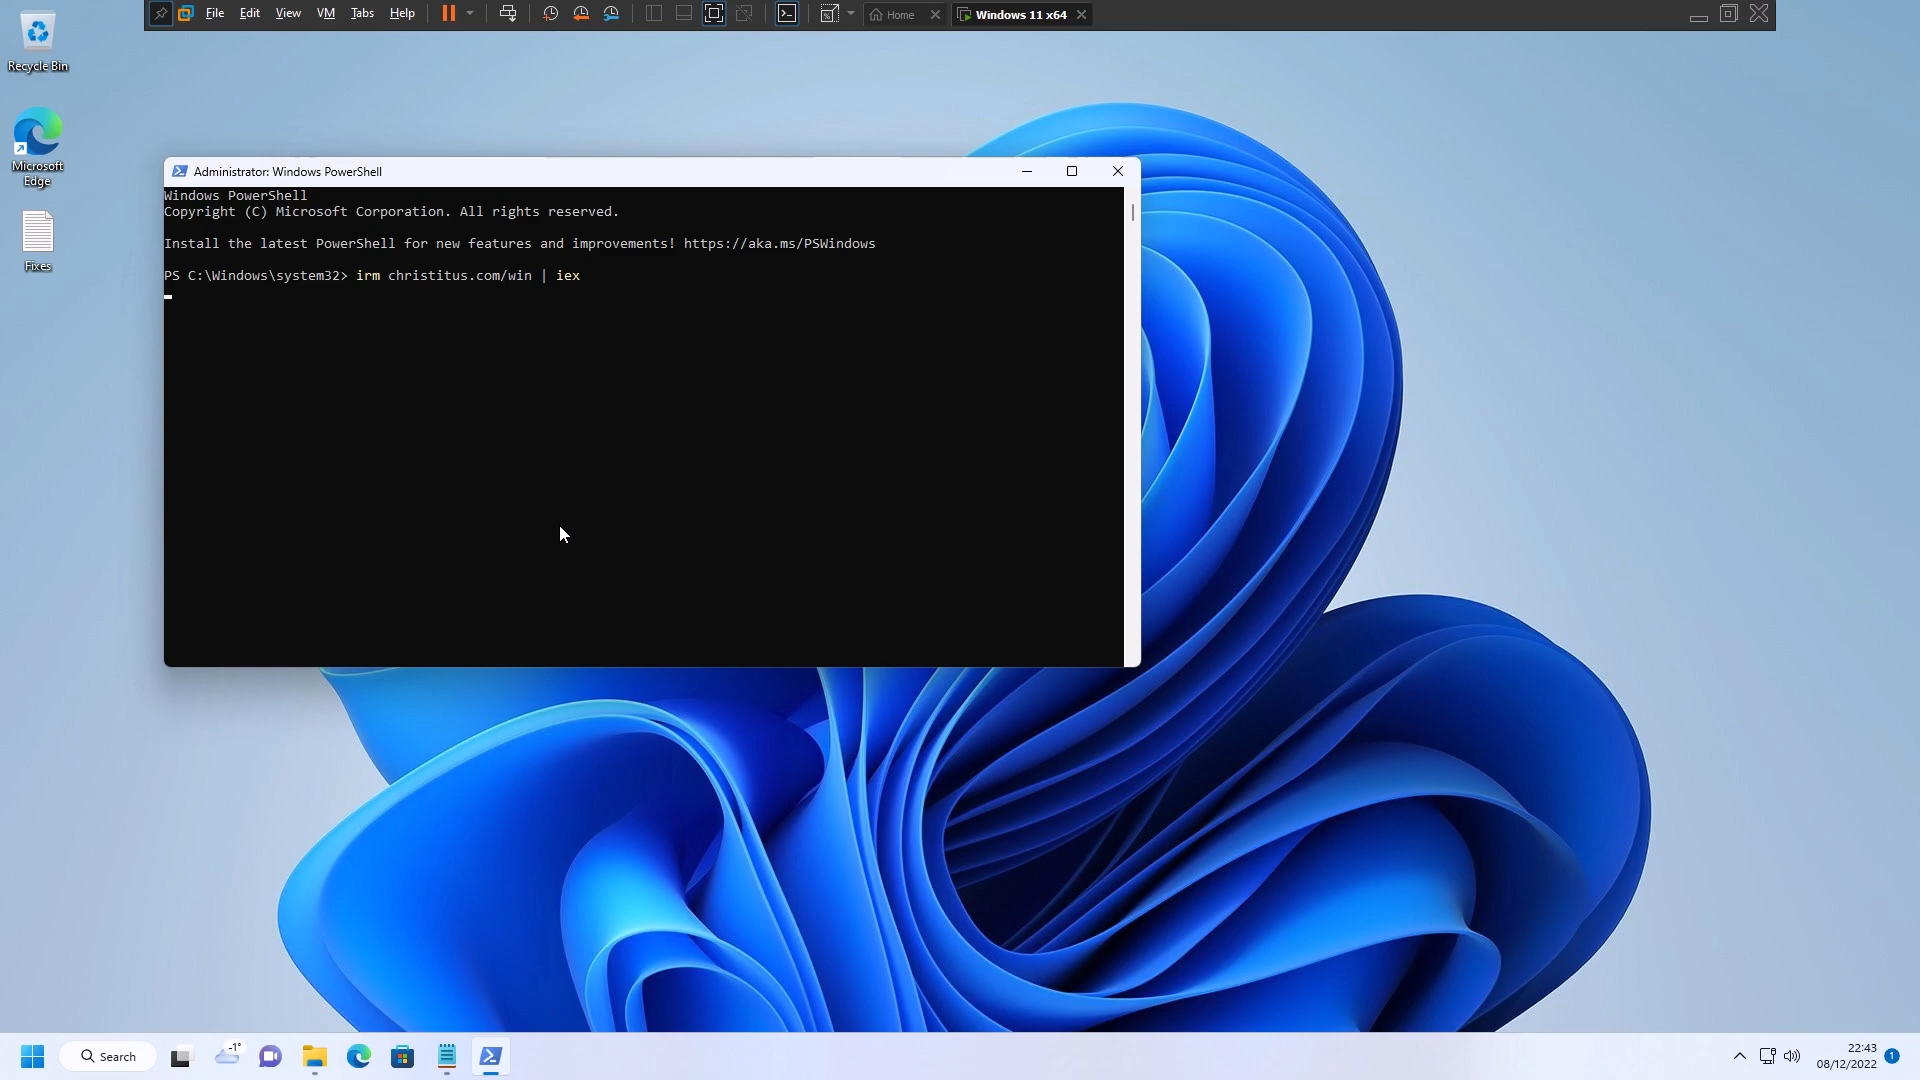 File Edit View VM Tabs Help
Home
Windows 11 x64
Recycle Bin
Microsoft
Edge
Fixes
Administrator: Windows PowerShell
Windows PowerShell
Copyright (C) Microsoft Corporation. All rights reserved.
Install the latest PowerShell for new features and improvements! https://aka.ms/PSWindows
PS C:\Windows\system32> irm christitus.com/win | iex
Search
-1°
22:43
08/12/2022
1